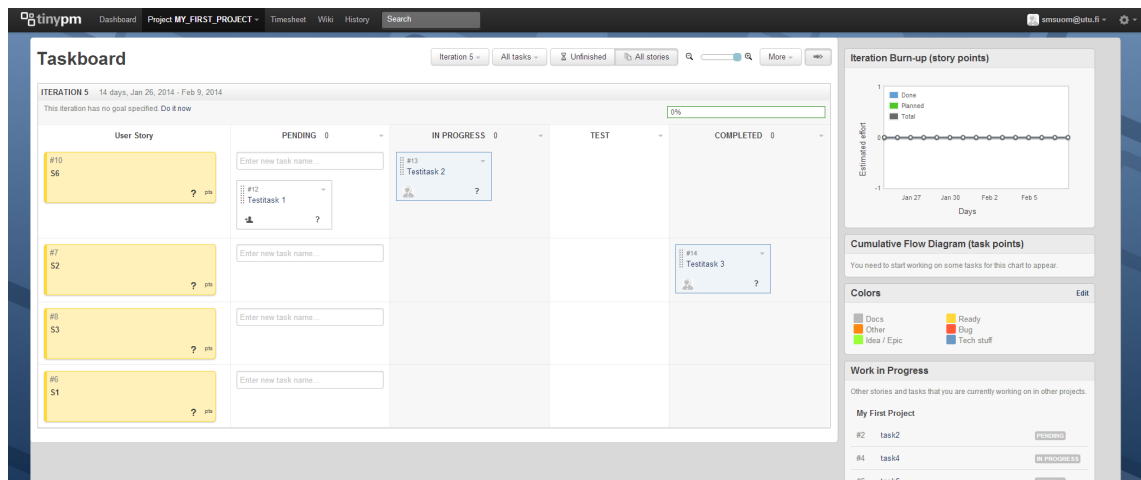 tinypm Dashboard Project MY_FIRST_PROJECT Timesheet Wiki History Search smsuom@utu.fi
Taskboard
Iteration 5 All tasks Unfinished All stories More
ITERATION 5 14 days, Jan 26, 2014 - Feb 9, 2014
This iteration has no goal specified. Do it now
0%
User Story PENDING 0 IN PROGRESS 0 TEST COMPLETED 0
#10
S6
? pts
Enter new task name...
#12
Testitask 1
?
#13
Testitask 2
?
#7
S2
? pts
Enter new task name...
#14
Testitask 3
?
#8
S3
? pts
Enter new task name...
#6
S1
? pts
Enter new task name...
Iteration Burn-up (story points)
1
Done
Planned
Total
0
-1
Estimated effort
Jan 27 Jan 30 Feb 2 Feb 5
Days
Cumulative Flow Diagram (task points)
You need to start working on some tasks for this chart to appear.
Colors Edit
Docs Ready
Other Bug
Idea / Epic Tech stuff
Work in Progress
Other stories and tasks that you are currently working on in other projects.
My First Project
#2 task2 PENDING
#4 task4 IN PROGRESS